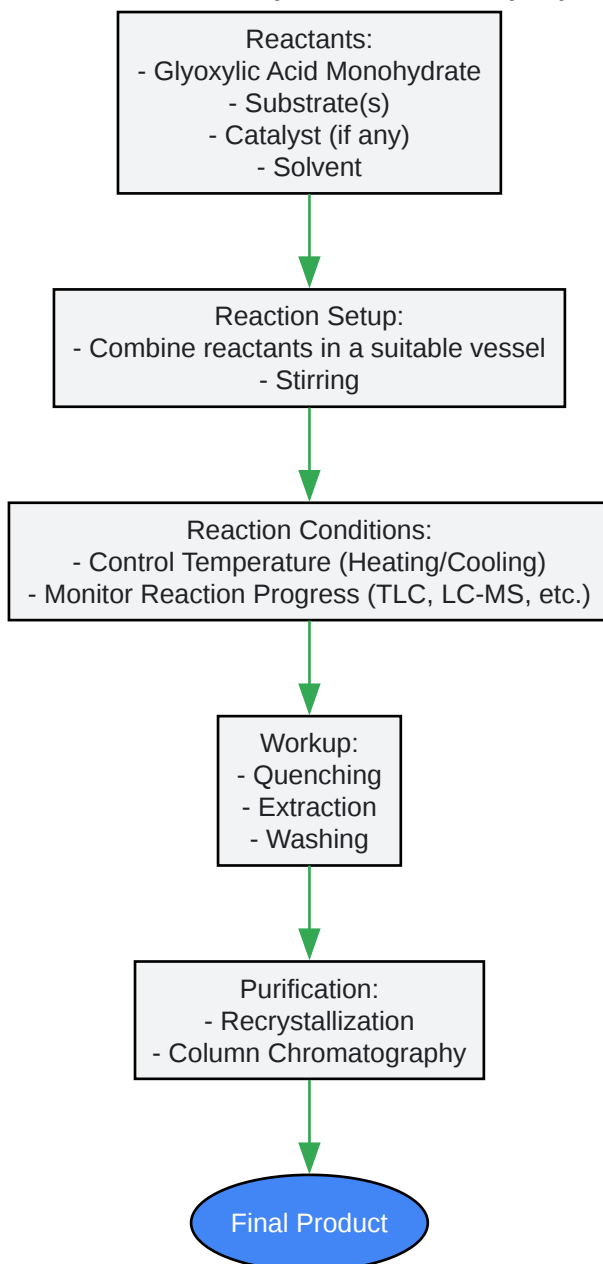 Reactants:
- Glyoxylic Acid Monohydrate
- Substrate(s)
- Catalyst (if any)
- Solvent
Reaction Setup:
- Combine reactants in a suitable vessel
- Stirring
Reaction Conditions:
- Control Temperature (Heating/Cooling)
- Monitor Reaction Progress (TLC, LC-MS, etc.)
Workup:
- Quenching
- Extraction
- Washing
Purification:
- Recrystallization
- Column Chromatography
Final Product